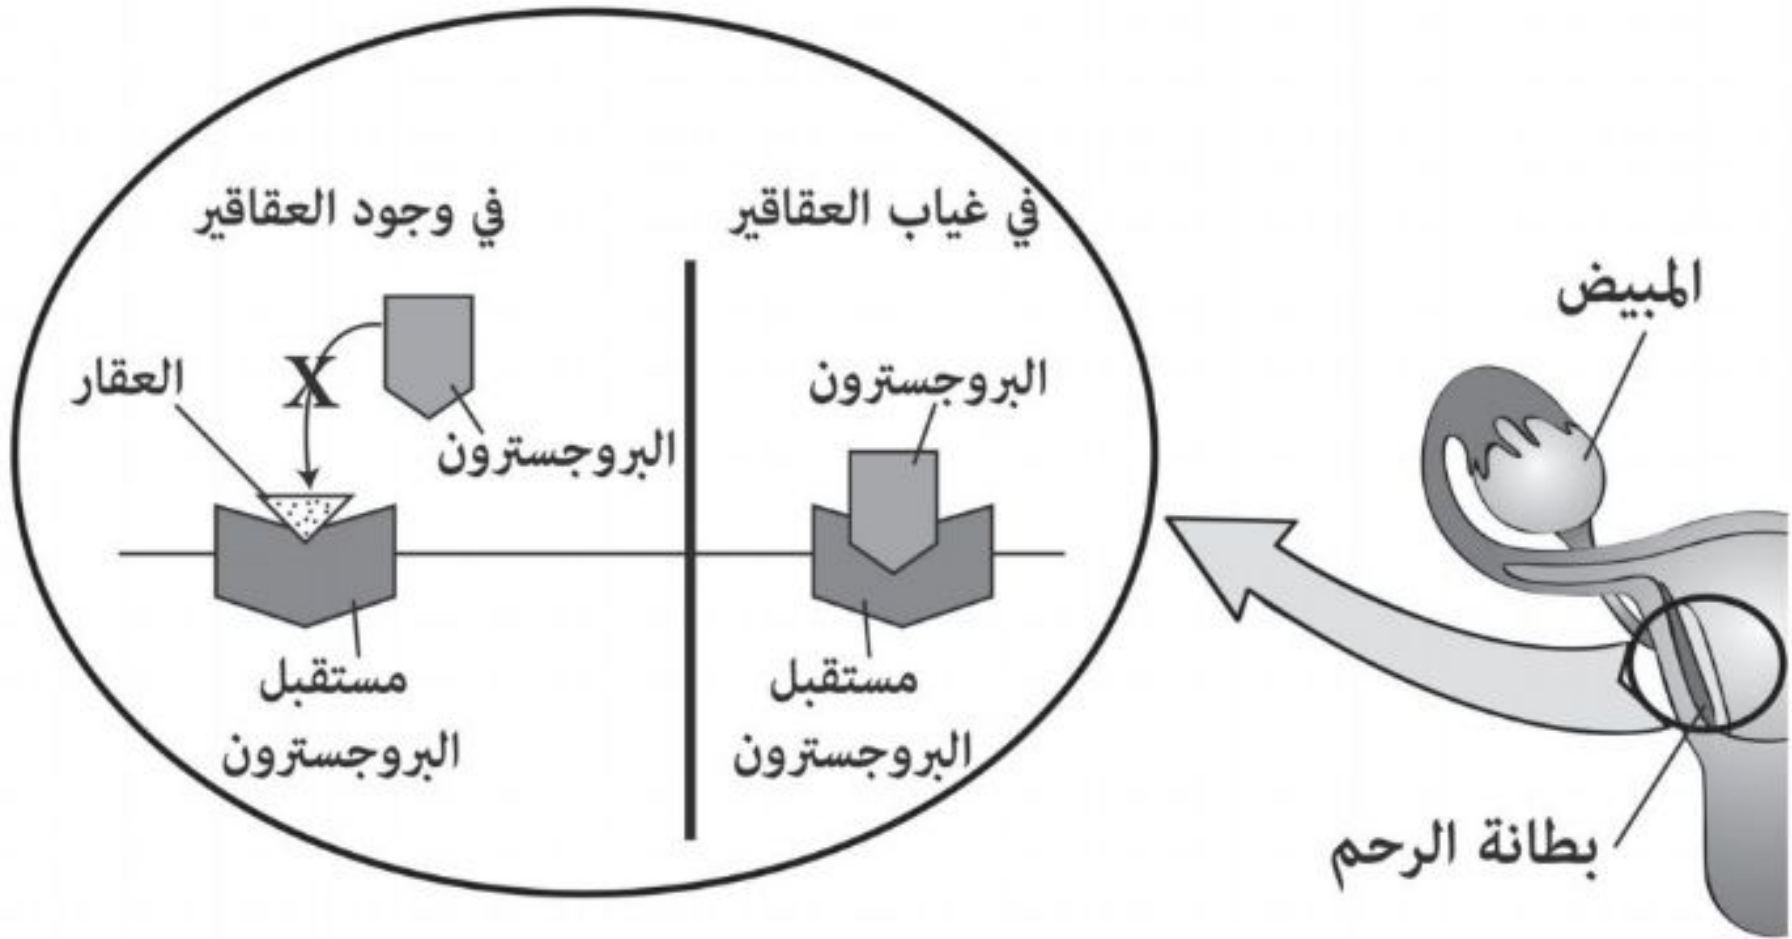 في غياب العقاقير
البروجسترون
مستقبل
البروجسترون
في وجود العقاقير
X
العقار
البروجسترون
مستقبل
البروجسترون
المبيض
بطانة الرحم